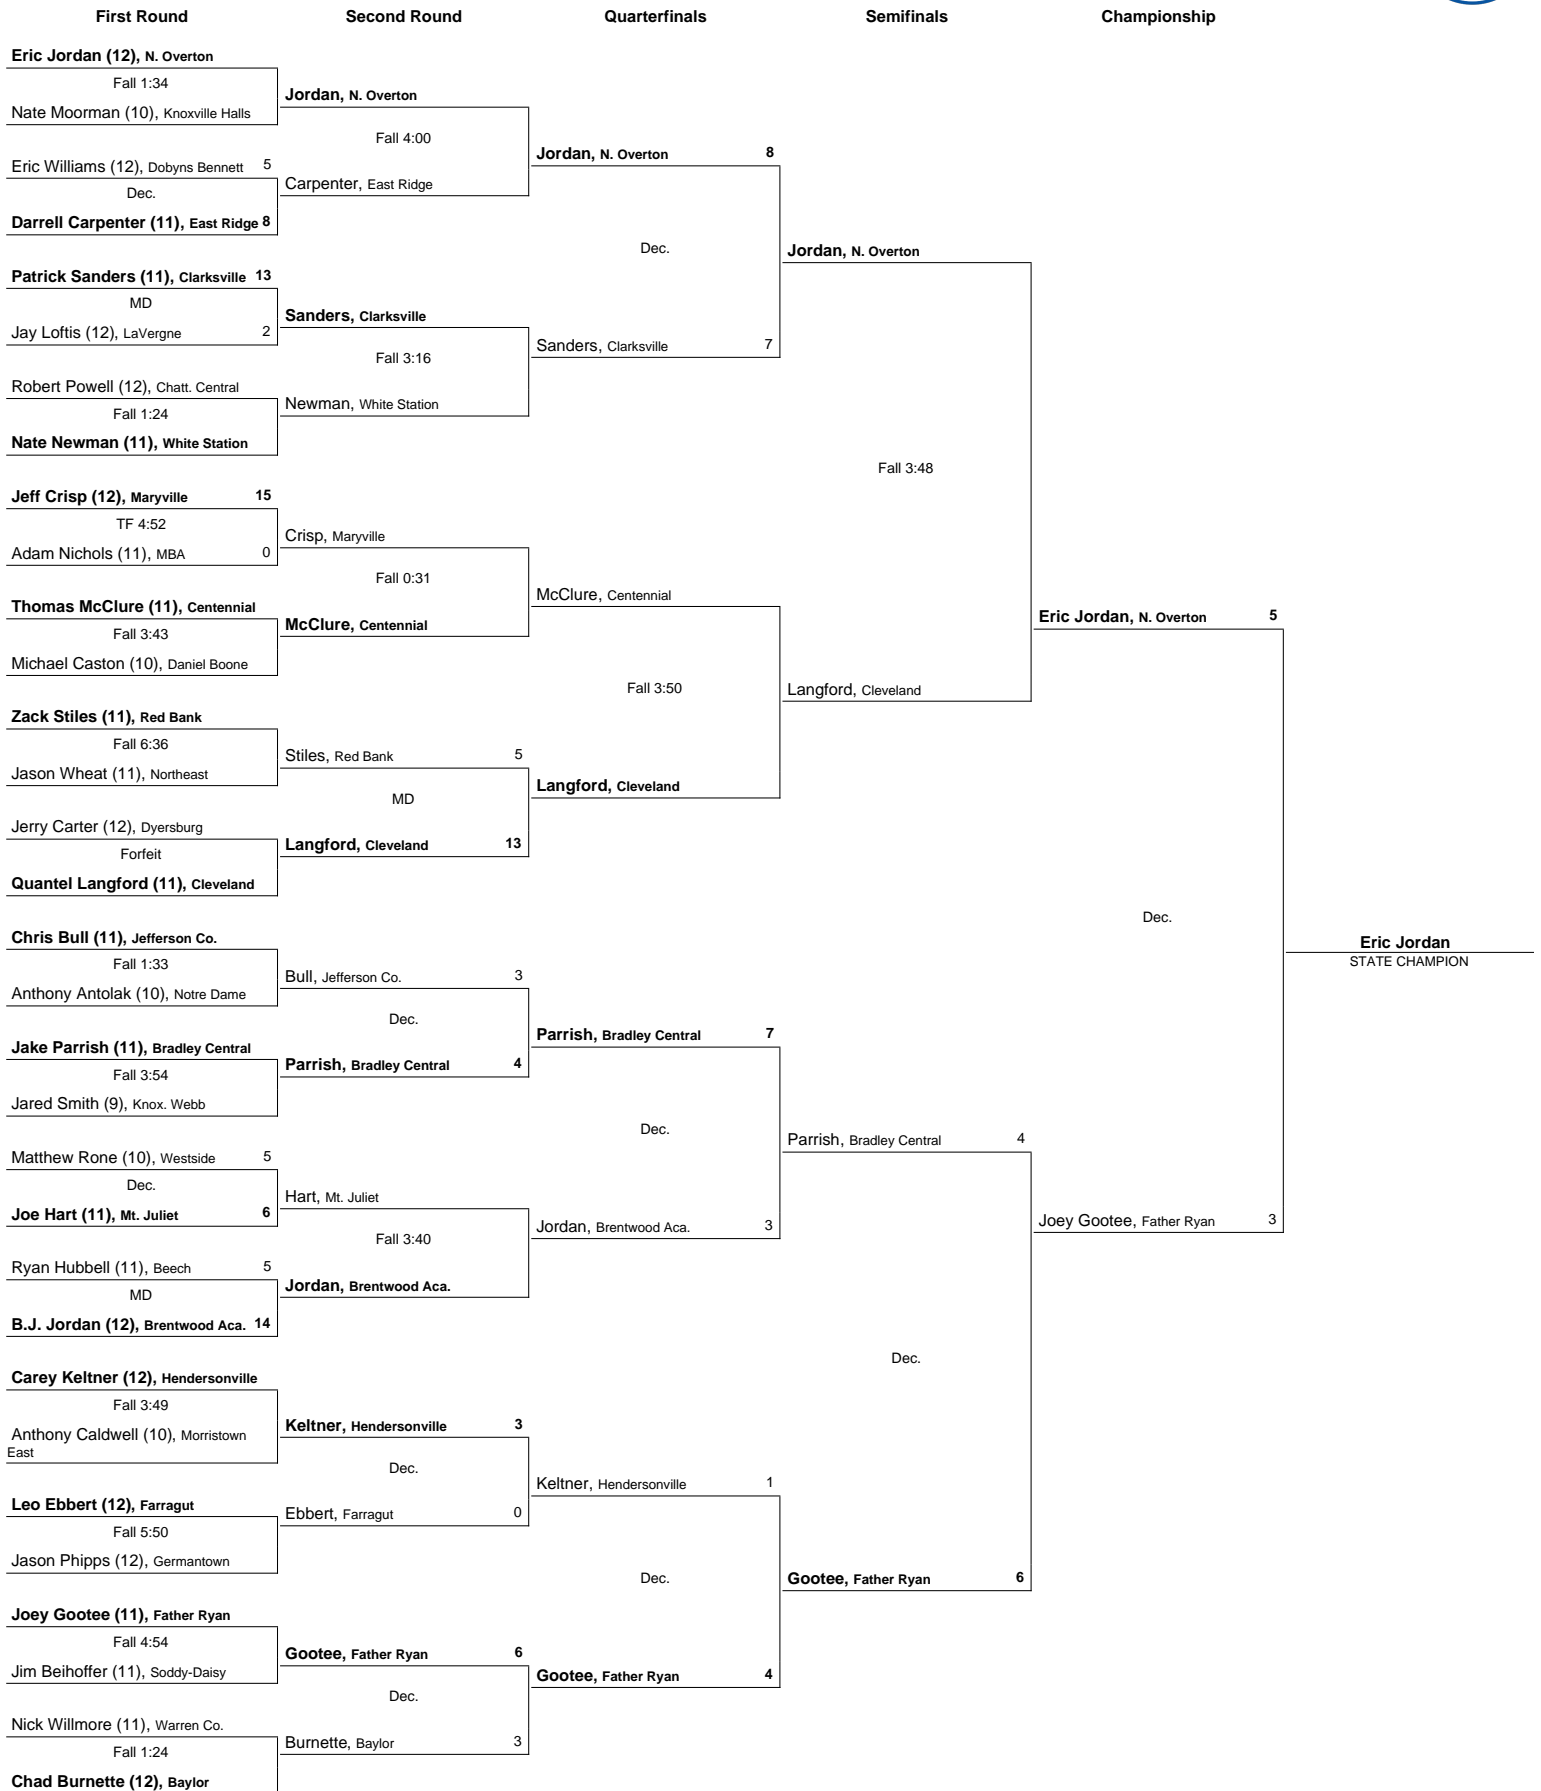 First Round Second Round Quarterfinals Semifinals Championship
Eric Jordan (12), N. Overton
Fall 1:34
Nate Moorman (10), Knoxville Halls
Eric Williams (12), Dobyns Bennett 5
Dec.
Darrell Carpenter (11), East Ridge 8
Patrick Sanders (11), Clarksville 13
MD
Jay Loftis (12), LaVergne 2
Robert Powell (12), Chatt. Central
Fall 1:24
Nate Newman (11), White Station
Jeff Crisp (12), Maryville 15
TF 4:52
Adam Nichols (11), MBA 0
Thomas McClure (11), Centennial
Fall 3:43
Michael Caston (10), Daniel Boone
Zack Stiles (11), Red Bank
Fall 6:36
Jason Wheat (11), Northeast
Jerry Carter (12), Dyersburg
Forfeit
Quantel Langford (11), Cleveland
Chris Bull (11), Jefferson Co.
Fall 1:33
Anthony Antolak (10), Notre Dame
Jake Parrish (11), Bradley Central
Fall 3:54
Jared Smith (9), Knox. Webb
Matthew Rone (10), Westside 5
Dec.
Joe Hart (11), Mt. Juliet 6
Ryan Hubbell (11), Beech 5
MD
B.J. Jordan (12), Brentwood Aca. 14
Carey Keltner (12), Hendersonville
Fall 3:49
Anthony Caldwell (10), Morristown
East
Leo Ebbert (12), Farragut
Fall 5:50
Jason Phipps (12), Germantown
Joey Gootee (11), Father Ryan
Fall 4:54
Jim Beihoffer (11), Soddy-Daisy
Nick Willmore (11), Warren Co.
Fall 1:24
Chad Burnette (12), Baylor
Jordan, N. Overton
Fall 4:00
Carpenter, East Ridge
Sanders, Clarksville
Fall 3:16
Newman, White Station
Crisp, Maryville
Fall 0:31
McClure, Centennial
Stiles, Red Bank 5
MD
Langford, Cleveland 13
Bull, Jefferson Co. 3
Dec.
Parrish, Bradley Central 4
Hart, Mt. Juliet
Fall 3:40
Jordan, Brentwood Aca.
Keltner, Hendersonville 3
Dec.
Ebbert, Farragut 0
Gootee, Father Ryan 6
Dec.
Burnette, Baylor 3
Jordan, N. Overton 8
Dec.
Sanders, Clarksville 7
McClure, Centennial
Fall 3:50
Langford, Cleveland
Parrish, Bradley Central 7
Dec.
Jordan, Brentwood Aca. 3
Keltner, Hendersonville 1
Dec.
Gootee, Father Ryan 4
Jordan, N. Overton
Fall 3:48
Langford, Cleveland
Parrish, Bradley Central 4
Dec.
Gootee, Father Ryan 6
Eric Jordan, N. Overton 5
Dec.
Joey Gootee, Father Ryan 3
Eric Jordan
STATE CHAMPION